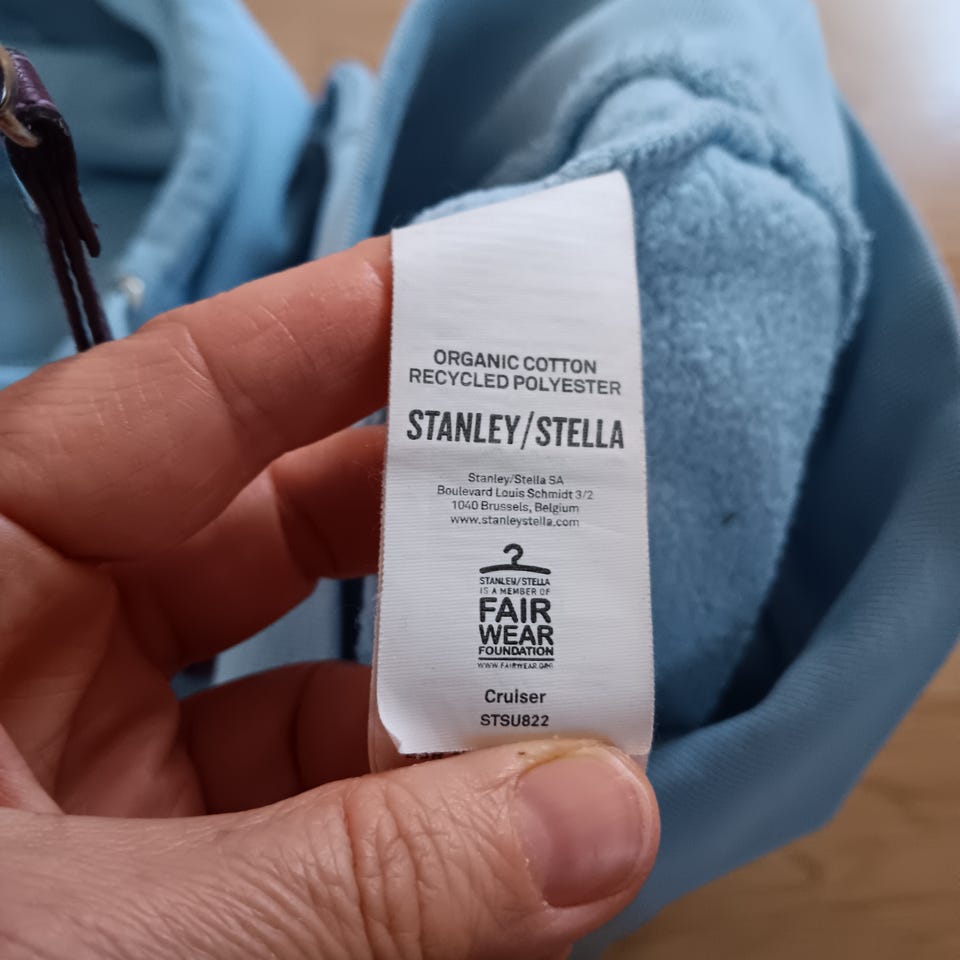 ORGANIC COTTON
RECYCLED POLYESTER
STANLEY/STELLA
Stanley/Stella SA
Boulevard Louis Schmidt 3/2
1040 Brussels, Belgium
www.stanleystella.com
STANLEY/STELLA
IS A MEMBER OF
FAIR
WEAR
FOUNDATION
WWW.FAIRWEAR.ORG
Cruiser
STSU822